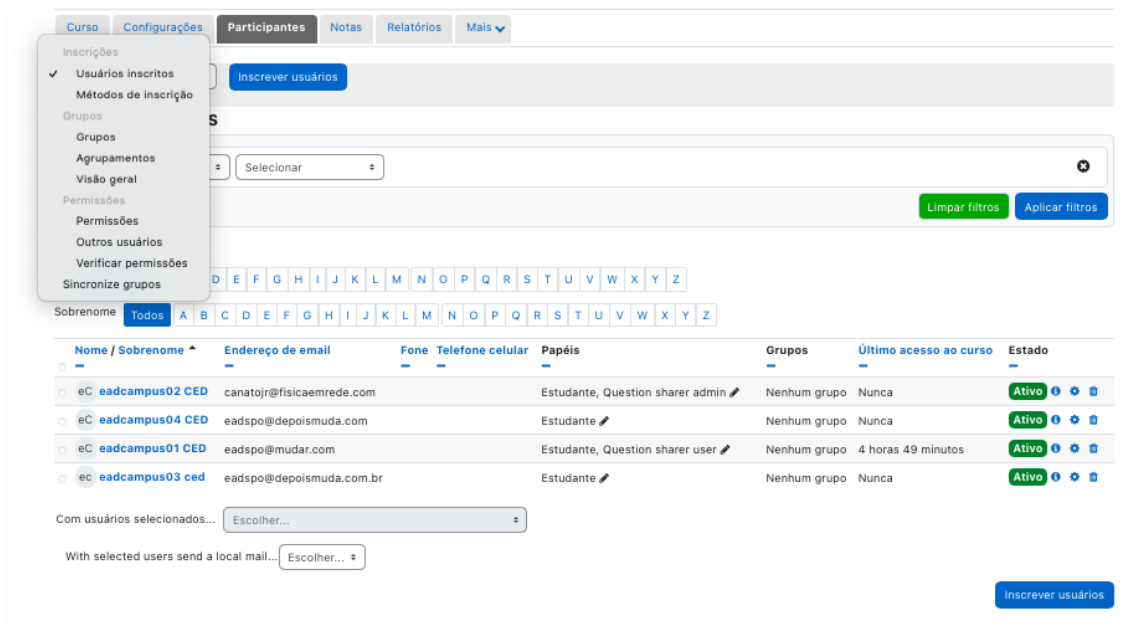 Curso Configurações Participantes Notas Relatórios Mais
Inscrições
✓ Usuários inscritos
Inscrever usuários
Métodos de inscrição
Grupos
s
Grupos
Agrupamentos
Selecionar
Visão geral
Permissões
Limpar filtros Aplicar filtros
Permissões
Outros usuários
Verificar permissões
D E F G H I J K L M N O P Q R S T U V W X Y Z
Sincronize grupos
Sobrenome Todos A B C D E F G H I J K L M N O P Q R S T U V W X Y Z
Nome / Sobrenome Endereço de email Fone Telefone celular Papéis Grupos Último acesso ao curso Estado
eC eadcampus02 CED canatojr@fisicaemrede.com Estudante, Question sharer admin Nenhum grupo Nunca Ativo
eC eadcampus04 CED eadspo@depoismuda.com Estudante Nenhum grupo Nunca Ativo
eC eadcampus01 CED eadspo@mudar.com Estudante, Question sharer user Nenhum grupo 4 horas 49 minutos Ativo
ec eadcampus03 ced eadspo@depoismuda.com.br Estudante Nenhum grupo Nunca Ativo
Com usuários selecionados... Escolher...
With selected users send a local mail... Escolher...
Inscrever usuários